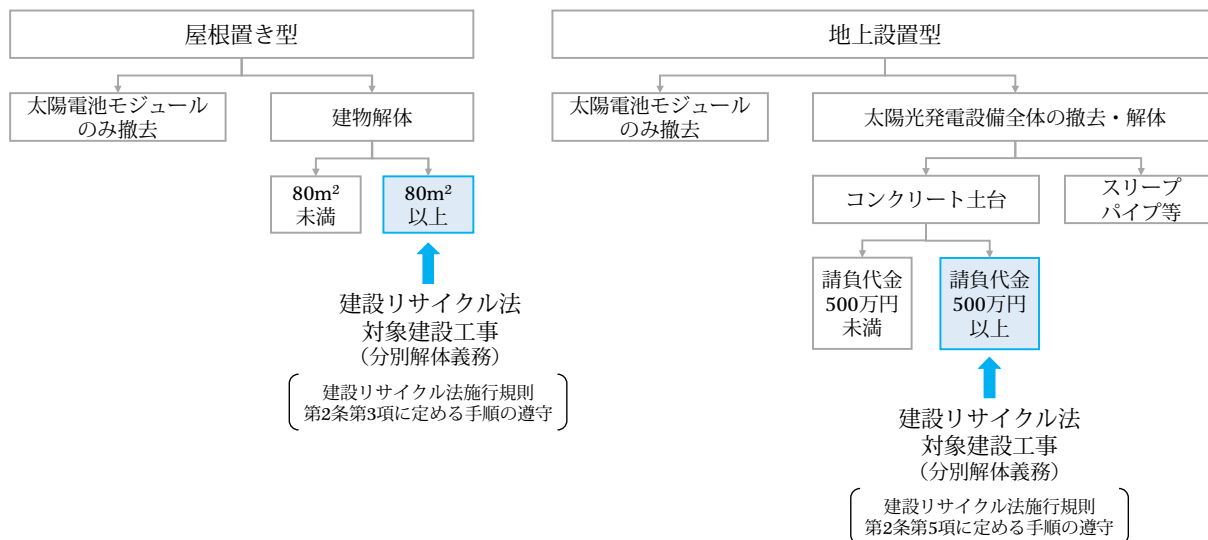 屋根置き型
太陽電池モジュール
のみ撤去
建物解体
80m²
未満
80m²
以上
建設リサイクル法
対象建設工事
（分別解体義務）
建設リサイクル法施行規則
第2条第3項に定める手順の遵守
地上設置型
太陽電池モジュール
のみ撤去
太陽光発電設備全体の撤去・解体
コンクリート土台
スリーブ
パイプ等
請負代金
500万円
未満
請負代金
500万円
以上
建設リサイクル法
対象建設工事
（分別解体義務）
建設リサイクル法施行規則
第2条第5項に定める手順の遵守